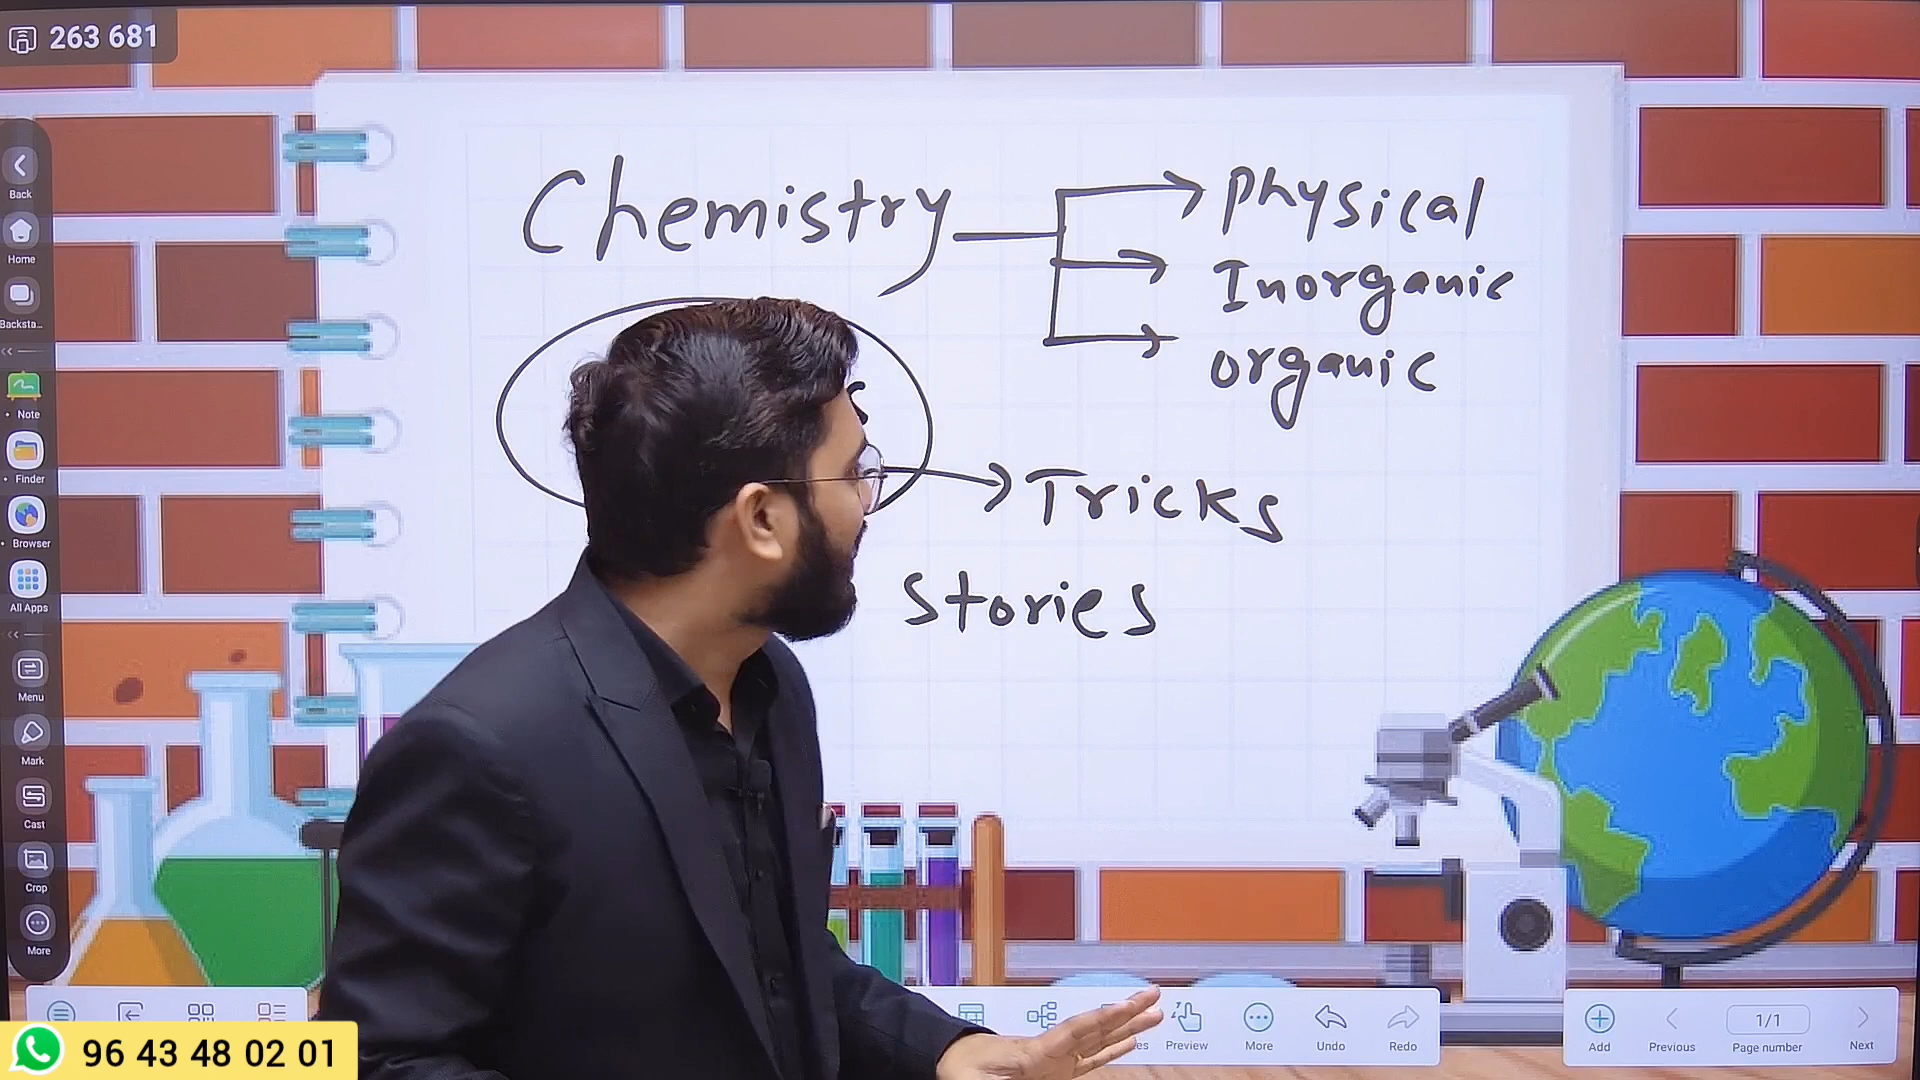 263 681
Chemistry
Physical
Inorganic
organic
Tricks
Stories
Back
Home
Backsta...
Note
Finder
Browser
All Apps
Menu
Mark
Cast
Crop
More
Preview
More
Undo
Redo
Add
Previous
1/1
Page number
Next
96 43 48 02 01